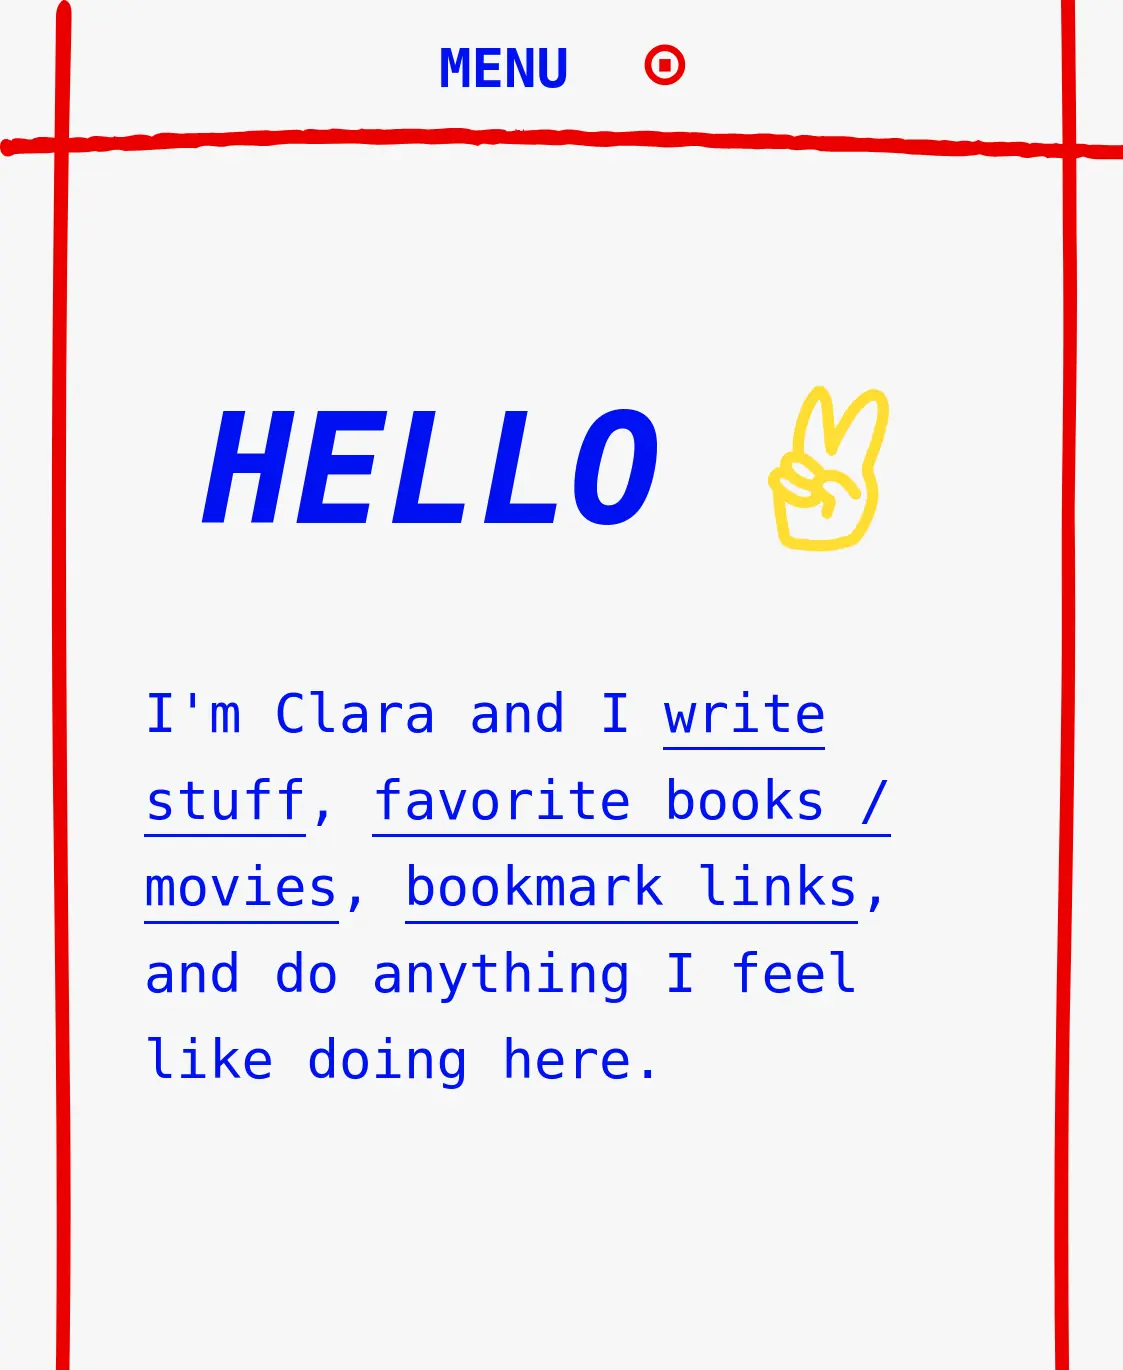 MENU
HELLO
I'm Clara and I write
stuff, favorite books /
movies, bookmark links,
and do anything I feel
like doing here.